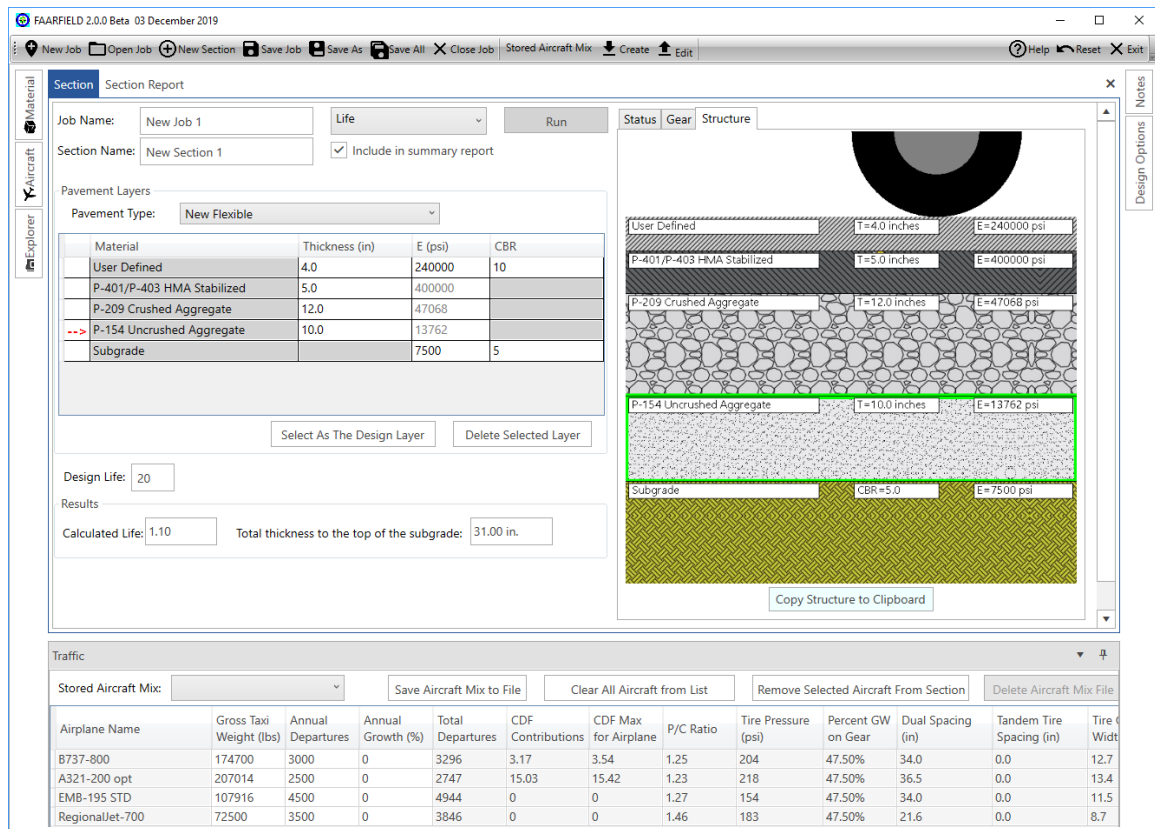 FAARFIELD 2.0.0 Beta 03 December 2019
New Job Open Job New Section Save Job Save As Save All Close Job Stored Aircraft Mix Create Edit Help Reset Exit
Material
Aircraft
Explorer
Section Section Report
Job Name: New Job 1 Life Run
Section Name: New Section 1 Include in summary report
Pavement Layers
Pavement Type: New Flexible
Material Thickness (in) E (psi) CBR
User Defined 4.0 240000 10
P-401/P-403 HMA Stabilized 5.0 400000
P-209 Crushed Aggregate 12.0 47068
--> P-154 Uncrushed Aggregate 10.0 13762
Subgrade 7500 5
Select As The Design Layer Delete Selected Layer
Design Life: 20
Results
Calculated Life: 1.10 Total thickness to the top of the subgrade: 31.00 in.
Status Gear Structure
User Defined T=4.0 inches E=240000 psi
P-401/P-403 HMA Stabilized T=5.0 inches E=400000 psi
P-209 Crushed Aggregate T=12.0 inches E=47068 psi
P-154 Uncrushed Aggregate T=10.0 inches E=13762 psi
Subgrade CBR=5.0 E=7500 psi
Copy Structure to Clipboard
Notes
Design Options
Traffic
Stored Aircraft Mix: Save Aircraft Mix to File Clear All Aircraft from List Remove Selected Aircraft From Section Delete Aircraft Mix File
Airplane Name Gross Taxi Weight (lbs) Annual Departures Annual Growth (%) Total Departures CDF Contributions CDF Max for Airplane P/C Ratio Tire Pressure (psi) Percent GW on Gear Dual Spacing (in) Tandem Tire Spacing (in) Tire
B737-800 174700 3000 0 3296 3.17 3.54 1.25 204 47.50% 34.0 0.0 12.7
A321-200 opt 207014 2500 0 2747 15.03 15.42 1.23 218 47.50% 36.5 0.0 13.4
EMB-195 STD 107916 4500 0 4944 0 0 1.27 154 47.50% 34.0 0.0 11.5
RegionalJet-700 72500 3500 0 3846 0 0 1.46 183 47.50% 21.6 0.0 8.7